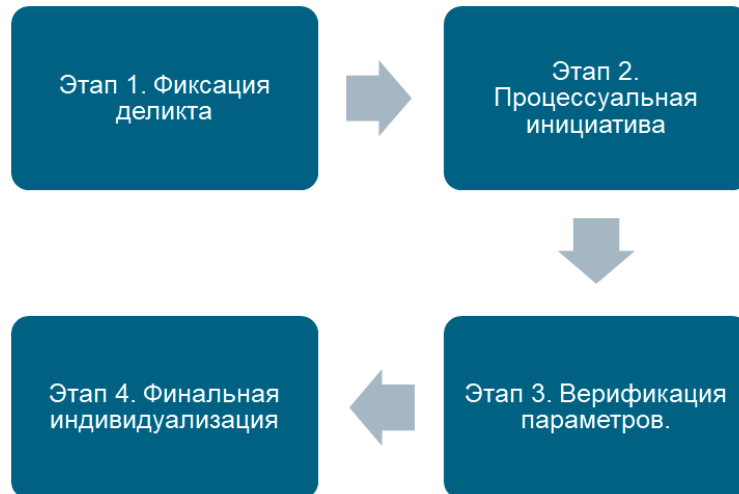 Этап 1. Фиксация
деликта
Этап 2.
Процессуальная
инициатива
Этап 3. Верификация
параметров.
Этап 4. Финальная
индивидуализация